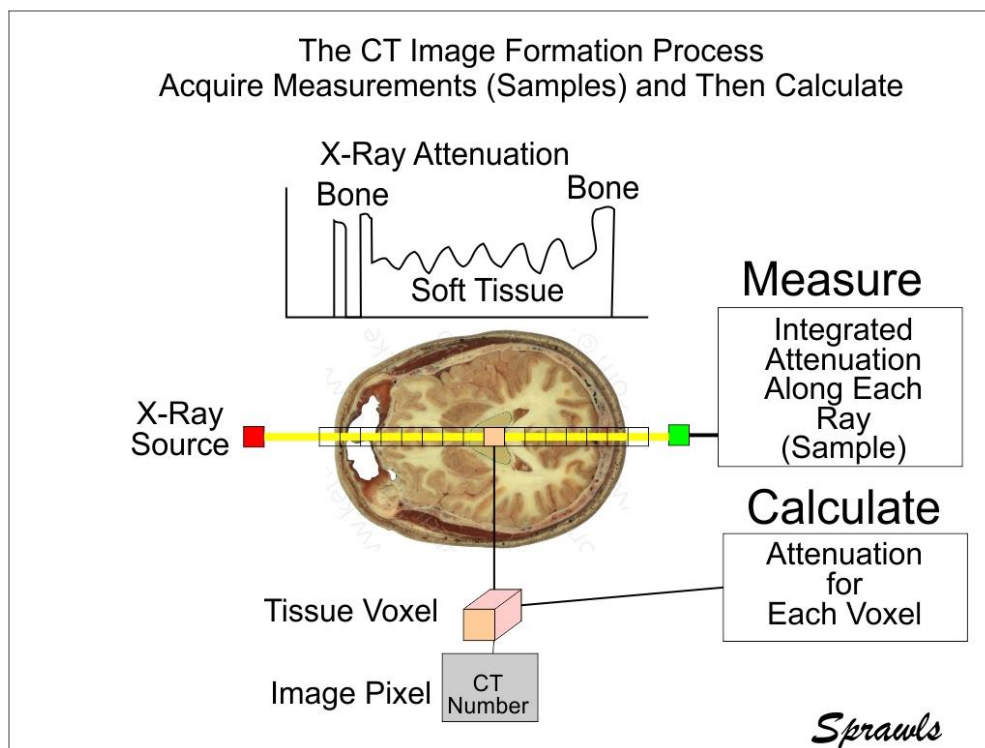 The CT Image Formation Process
Acquire Measurements (Samples) and Then Calculate
X-Ray Attenuation
Bone
Bone
Soft Tissue
Measure
Integrated
Attenuation
Along Each
Ray
(Sample)
X-Ray
Source
Calculate
Attenuation
for
Each Voxel
Tissue Voxel
Image Pixel
CT
Number
Sprawls